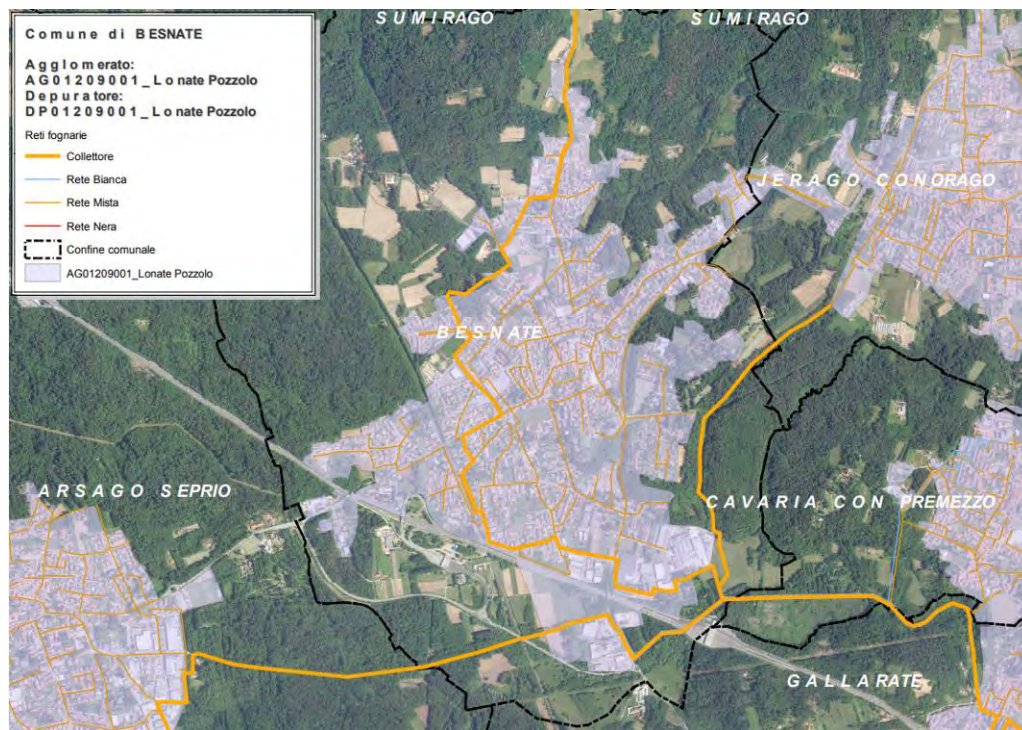 Comune di BESNATE
Agglomerato:
AG01209001_Lonate Pozzolo
Depuratore:
DP01209001_Lonate Pozzolo
Reti fognarie
Collettore
Rete Bianca
Rete Mista
Rete Nera
Confine comunale
AG01209001_Lonate Pozzolo
SUMIRAGO
SUMIRAGO
JERAGO CON ORAGO
BESNATE
ARSAGO SEPRIO
CAVARIA CON PREMEZZO
GALLARATE